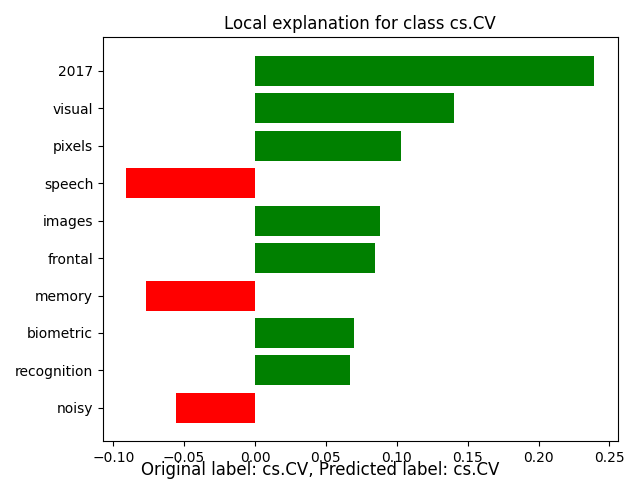 Local explanation for class cs.CV
2017
visual
pixels
speech
images
frontal
memory
biometric
recognition
noisy
−0.10 −0.05 0.00 0.05 0.10 0.15 0.20 0.25
Original label: cs.CV, Predicted label: cs.CV